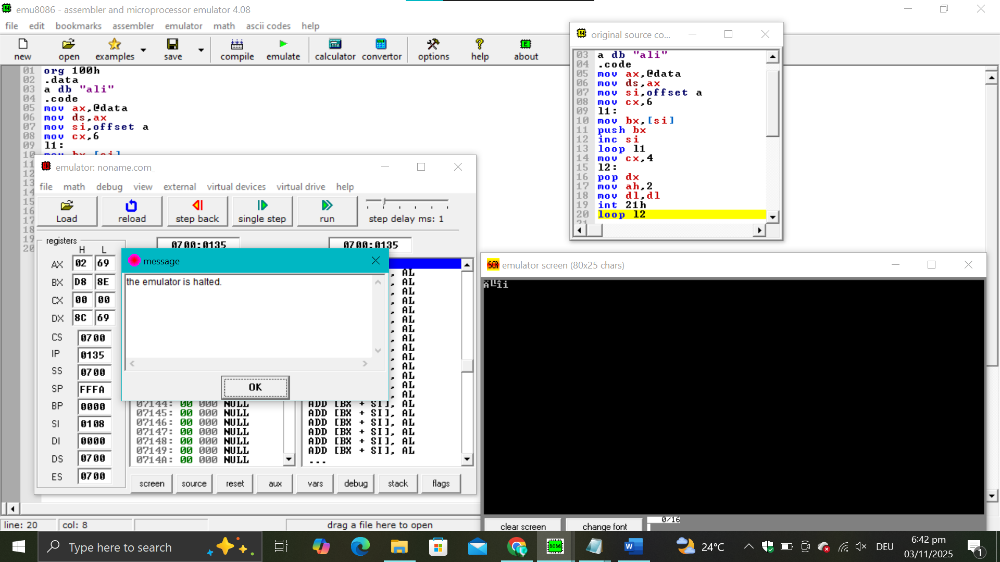 emu8086 - assembler and microprocessor emulator 4.08
file edit bookmarks assembler emulator math ascii codes help
new open examples save compile emulate calculator convertor options help about
01 org 100h
02 .data
03 a db "ali"
04 .code
05 mov ax,@data
06 mov ds,ax
07 mov si,offset a
08 mov cx,6
09 l1:
10 mov bx,[si]
11
12
13
14
15
16
17
18
19
20
original source co...
03 a db "ali"
04 .code
05 mov ax,@data
06 mov ds,ax
07 mov si,offset a
08 mov cx,6
09 l1:
10 mov bx,[si]
11 push bx
12 inc si
13 loop l1
14 mov cx,4
15 l2:
16 pop dx
17 mov ah,2
18 mov dl,dl
19 int 21h
20 loop l2
21
emulator: noname.com_
file math debug view external virtual devices virtual drive help
Load reload step back single step run step delay ms: 1
registers 0700:0135 0700:0135
H L
AX 02 69
BX D8 8E
CX 00 00
DX 8C 69
CS 0700
IP 0135
SS 0700
SP FFFA
BP 0000
SI 0108
DI 0000
DS 0700
ES 0700
message
the emulator is halted.
OK
, AL
, AL
, AL
, AL
, AL
, AL
, AL
, AL
, AL
, AL
, AL
, AL
, AL
, AL
07144: 00 000 NULL ADD [BX + SI], AL
07145: 00 000 NULL ADD [BX + SI], AL
07146: 00 000 NULL ADD [BX + SI], AL
07147: 00 000 NULL ADD [BX + SI], AL
07148: 00 000 NULL ADD [BX + SI], AL
07149: 00 000 NULL ADD [BX + SI], AL
0714A: 00 000 NULL ...
screen source reset aux vars debug stack flags
emulator screen (80x25 chars)
clear screen change font 0/16
line: 20 col: 8 drag a file here to open
Type here to search
24°C DEU 6:42 pm
03/11/2025
1